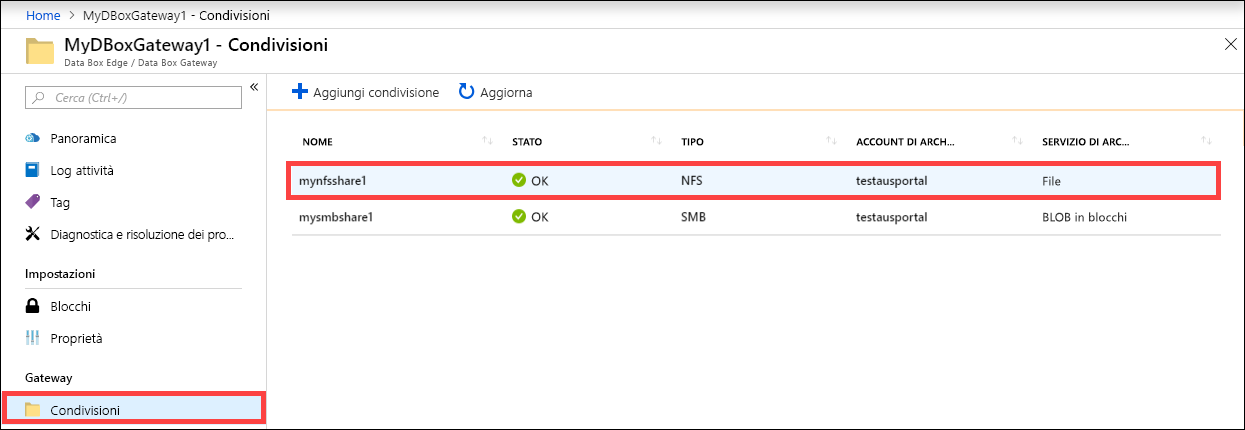 Home > MyDBoxGateway1 - Condivisioni
MyDBoxGateway1 - Condivisioni
Data Box Edge / Data Box Gateway
Cerca (Ctrl+/)
Panoramica
Log attività
Tag
Diagnostica e risoluzione dei pro...
Impostazioni
Blocchi
Proprietà
Gateway
Condivisioni
Aggiungi condivisione Aggiorna
NOME STATO TIPO ACCOUNT DI ARCH... SERVIZIO DI ARC...
mynfsshare1 OK NFS testausportal File
mysmbshare1 OK SMB testausportal BLOB in blocchi